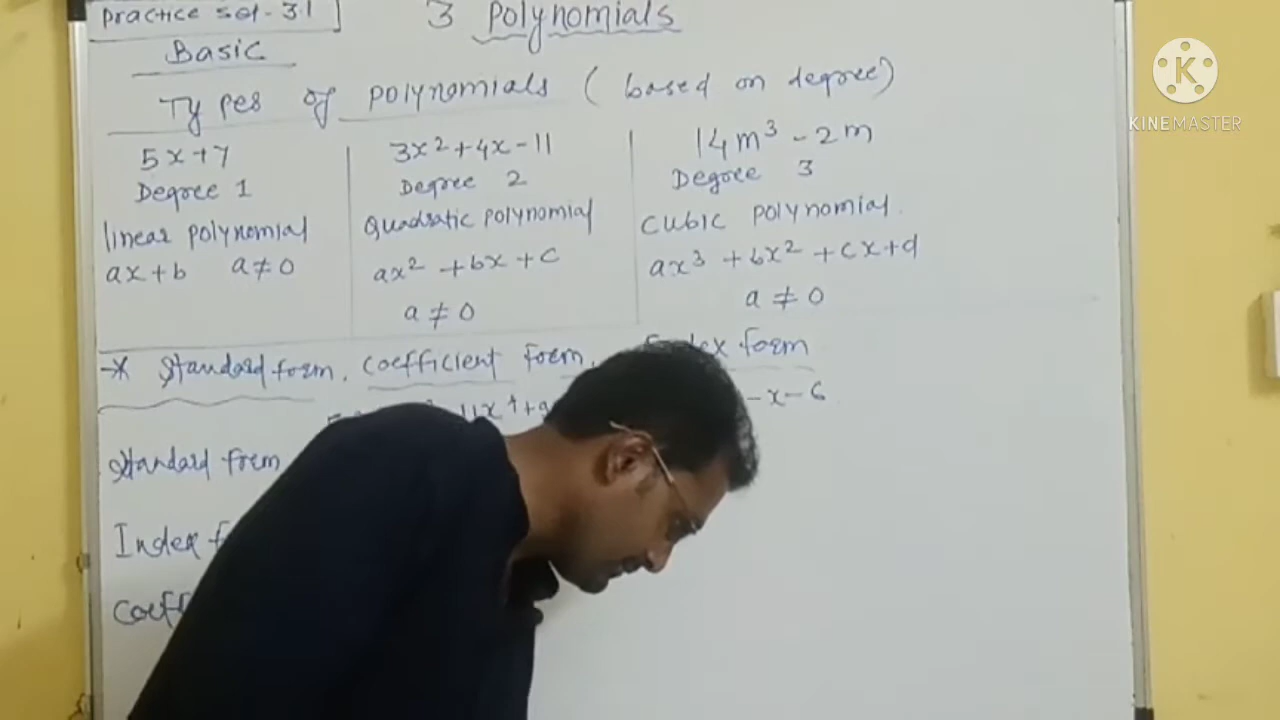 Practice set - 3.1
3 Polynomials
Basic
Types of polynomials ( based on degree)
5x+7
Degree 1
linear polynomial
ax+b a≠0
3x²+4x-11
Degree 2
Quadratic polynomial
ax² +bx+c
a≠0
14m³-2m
Degree 3
Cubic polynomial.
ax³ +bx² +cx+d
a≠0
* Standard form, coefficient form, form
11x⁴+ -x-6
Standard form
Index
K
KINEMASTER